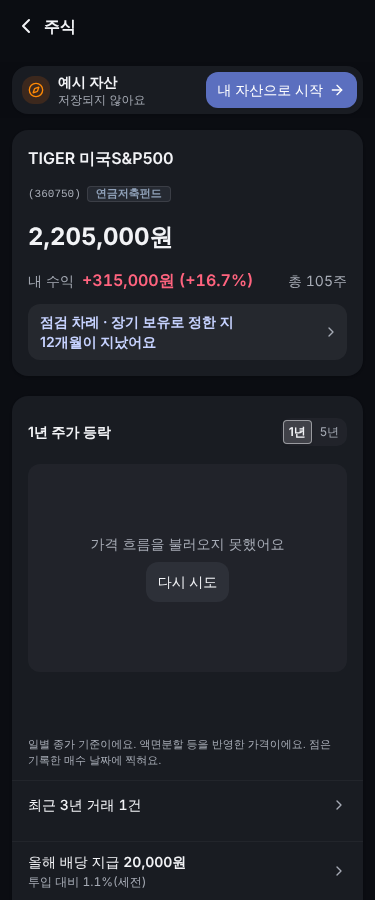 주식
예시 자산
저장되지 않아요
내 자산으로 시작
TIGER 미국S&P500
(360750) 연금저축펀드
2,205,000원
내 수익 +315,000원 (+16.7%) 총 105주
점검 차례 · 장기 보유로 정한 지
12개월이 지났어요
1년 주가 등락 1년 5년
가격 흐름을 불러오지 못했어요
다시 시도
일별 종가 기준이에요. 액면분할 등을 반영한 가격이에요. 점은
기록한 매수 날짜에 찍혀요.
최근 3년 거래 1건
올해 배당 지급 20,000원
투입 대비 1.1%(세전)